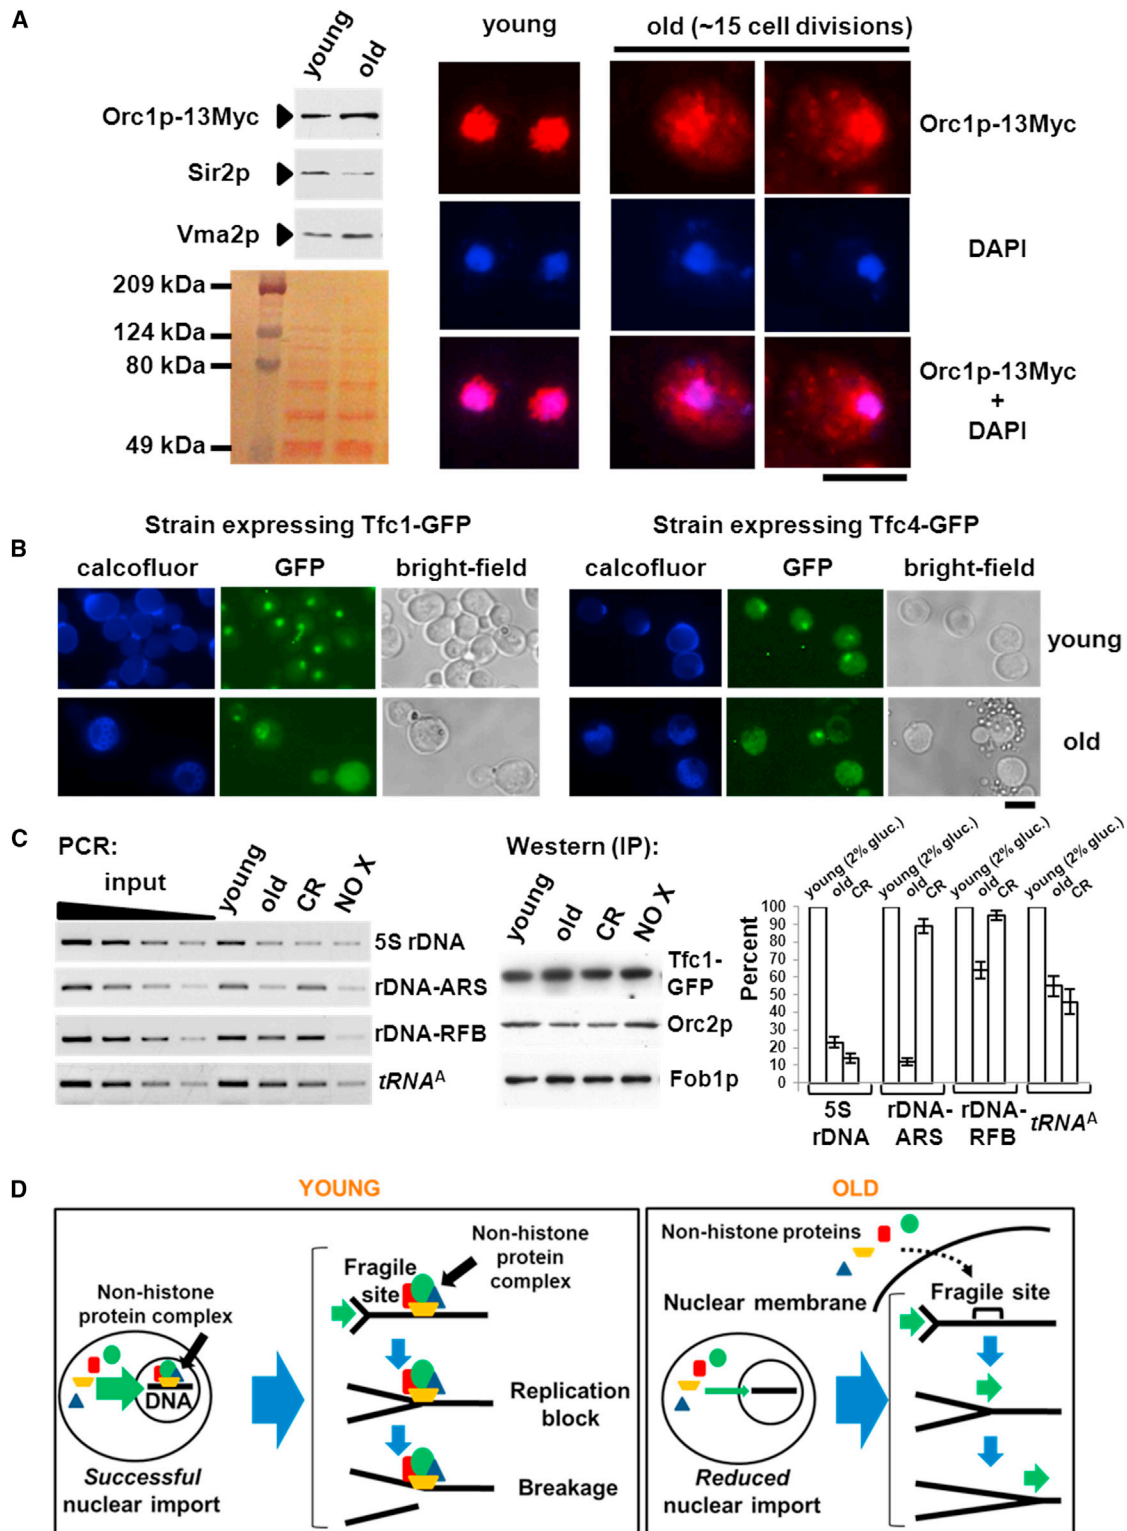 A
young
old
young
old (~15 cell divisions)
Orc1p-13Myc
Sir2p
Vma2p
209 kDa
124 kDa
80 kDa
49 kDa
Orc1p-13Myc
DAPI
Orc1p-13Myc
+
DAPI
B
Strain expressing Tfc1-GFP
Strain expressing Tfc4-GFP
calcofluor
GFP
bright-field
calcofluor
GFP
bright-field
young
old
C
PCR:
input
young
old
CR
NO X
5S rDNA
rDNA-ARS
rDNA-RFB
tRNAᴬ
Western (IP):
young
old
CR
NO X
Tfc1-
GFP
Orc2p
Fob1p
young (2% gluc.)
old
CR
young (2% gluc.)
old
CR
young (2% gluc.)
old
CR
young (2% gluc.)
old
CR
Percent
100
90
80
70
60
50
40
30
20
10
0
5S
rDNA
rDNA-
ARS
rDNA-
RFB
tRNAᴬ
D
YOUNG
Non-histone
protein complex
DNA
Successful
nuclear import
Fragile
site
Non-histone
protein
complex
Replication
block
Breakage
OLD
Non-histone proteins
Nuclear membrane
Fragile site
Reduced
nuclear import